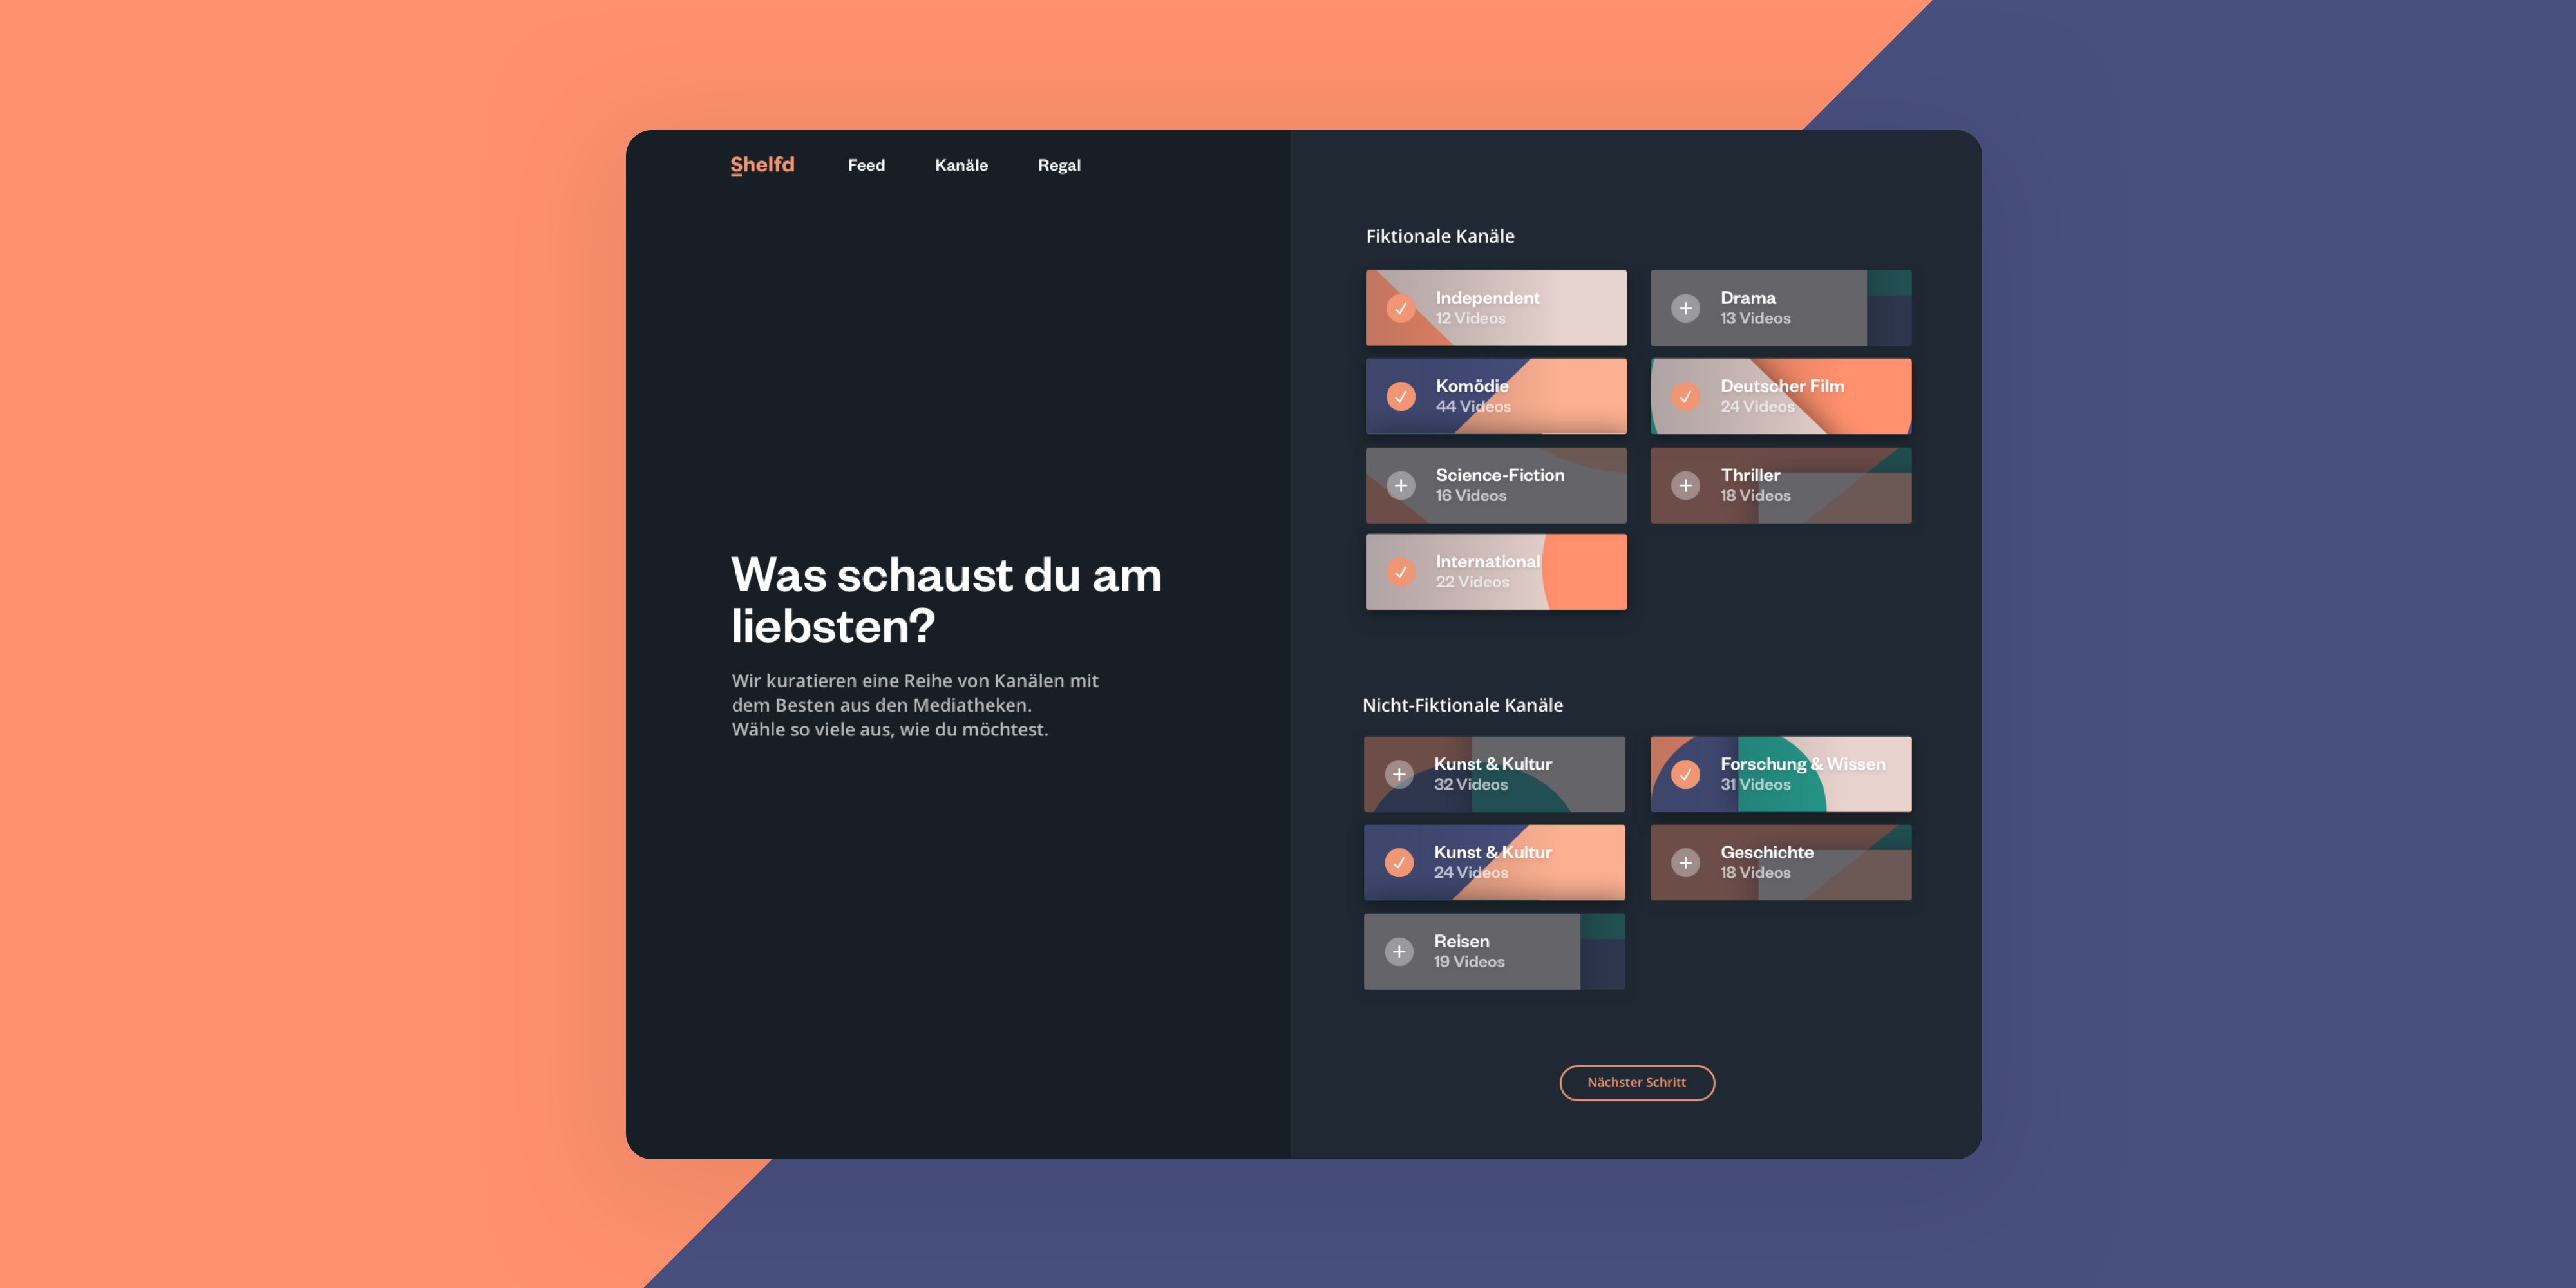 Shelfd
Feed
Kanäle
Regal
Was schaust du am
liebsten?
Wir kuratieren eine Reihe von Kanälen mit
dem Besten aus den Mediatheken.
Wähle so viele aus, wie du möchtest.
Fiktionale Kanäle
Independent
12 Videos
Drama
13 Videos
Komödie
44 Videos
Deutscher Film
24 Videos
Science-Fiction
16 Videos
Thriller
18 Videos
International
22 Videos
Nicht-Fiktionale Kanäle
Kunst & Kultur
32 Videos
Forschung & Wissen
31 Videos
Kunst & Kultur
24 Videos
Geschichte
18 Videos
Reisen
19 Videos
Nächster Schritt